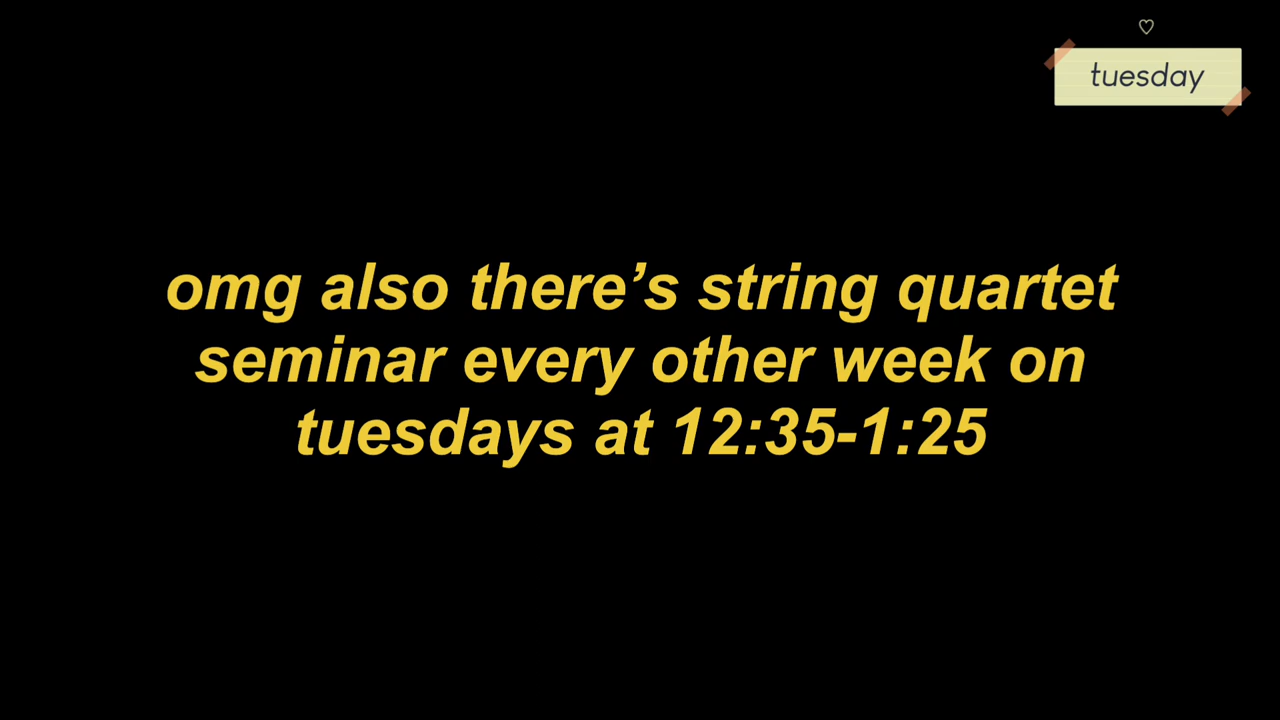 tuesday
omg also there’s string quartet
seminar every other week on
tuesdays at 12:35-1:25